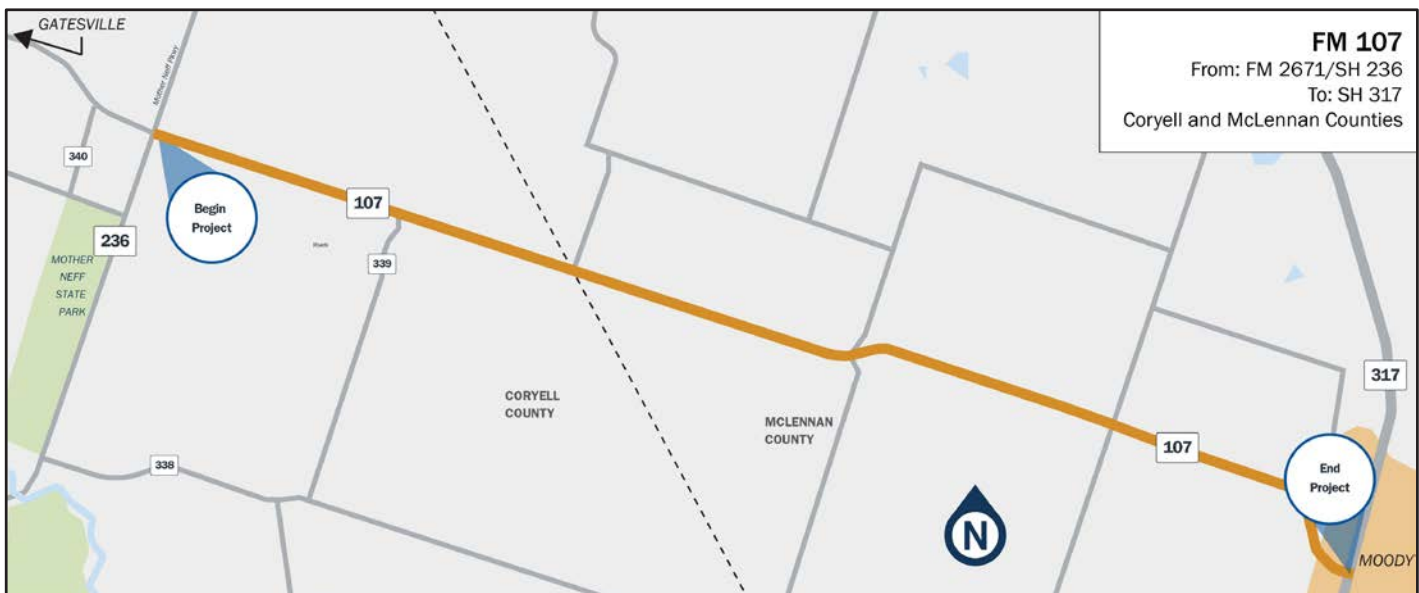 GATESVILLE
Mother Neff Pkwy
FM 107
From: FM 2671/SH 236
To: SH 317
Coryell and McLennan Counties
340
Begin
Project
107
236
339
MOTHER
NEFF
STATE
PARK
317
CORYELL
COUNTY
MCLENNAN
COUNTY
107
338
End
Project
N
MOODY